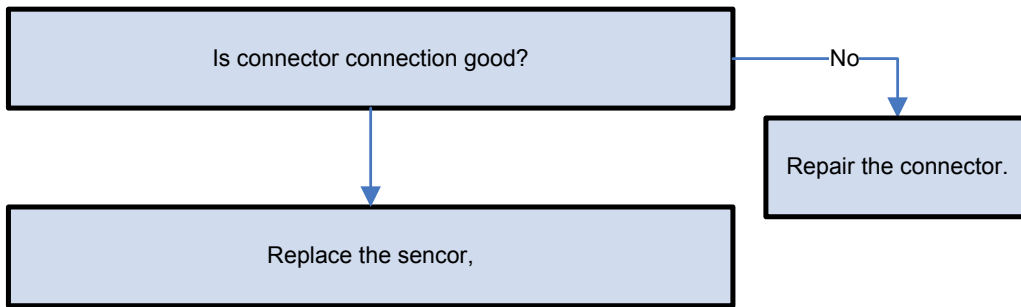 Is connector connection good?
No
Repair the connector.
Replace the sencor,